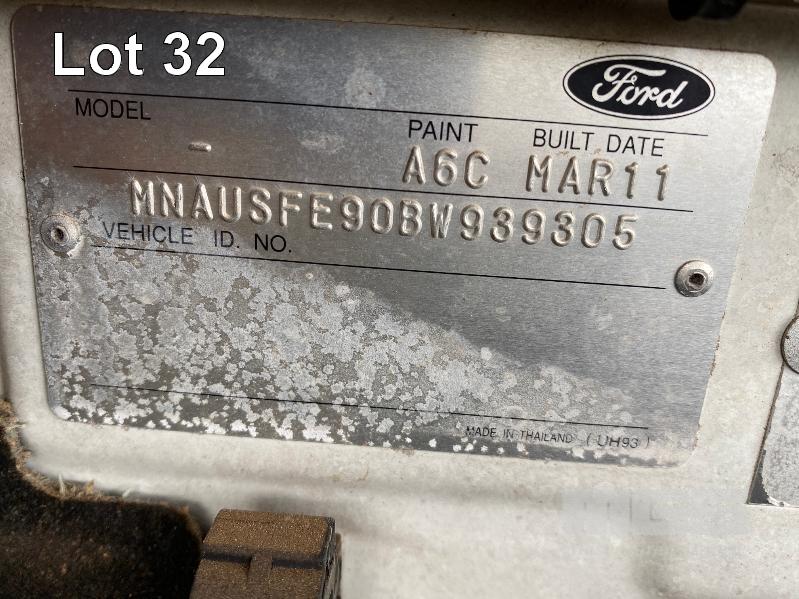 Lot 32
Ford
MODEL
-
PAINT
BUILT DATE
A6C MAR11
MNAUSFE90BW939305
VEHICLE ID. NO.
MADE IN THAILAND (UH93)